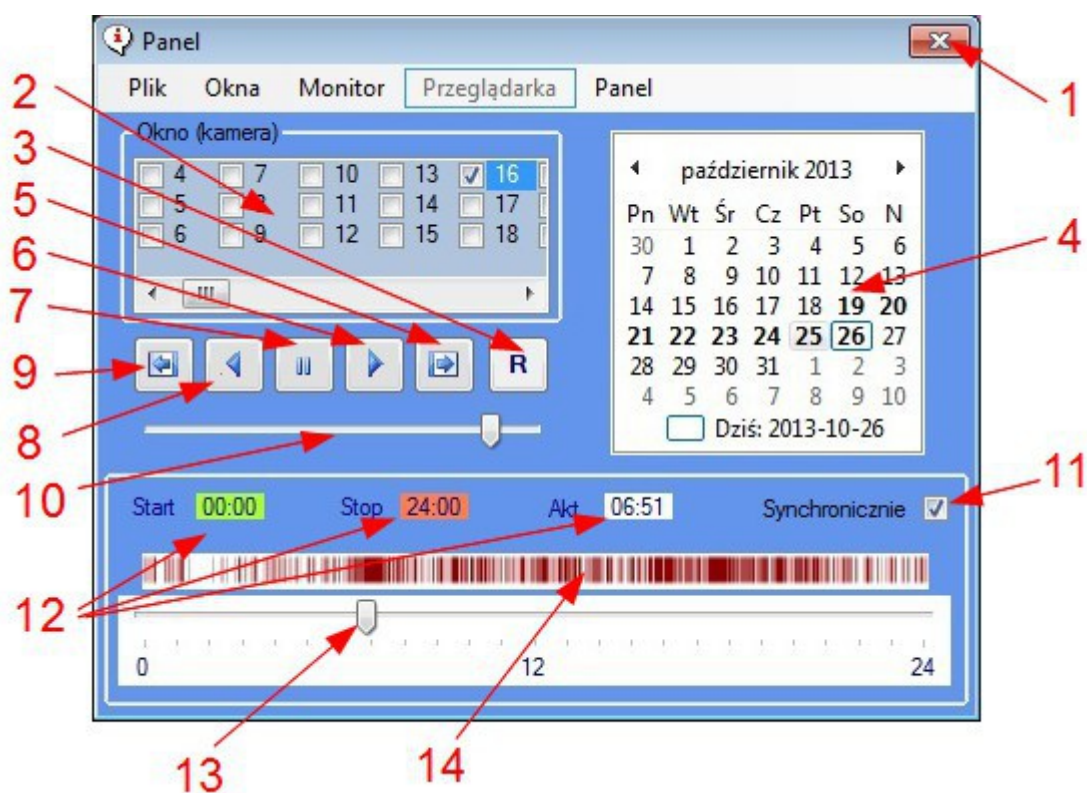 Panel
1
Plik Okna Monitor Przeglądarka Panel
2
Okno (kamera)
3
4 7 10 13 16
5 8 11 14 17
6 9 12 15 18
październik 2013
Pn Wt Śr Cz Pt So N
30 1 2 3 4 5 6
7 8 9 10 11 12 13
14 15 16 17 18 19 20
21 22 23 24 25 26 27
28 29 30 31 1 2 3
4 5 6 7 8 9 10
Dziś: 2013-10-26
4
5
6
7
9
R
8
10
11
Start 00:00 Stop 24:00 Akt 06:51 Synchronicznie
12
0 12 24
13
14